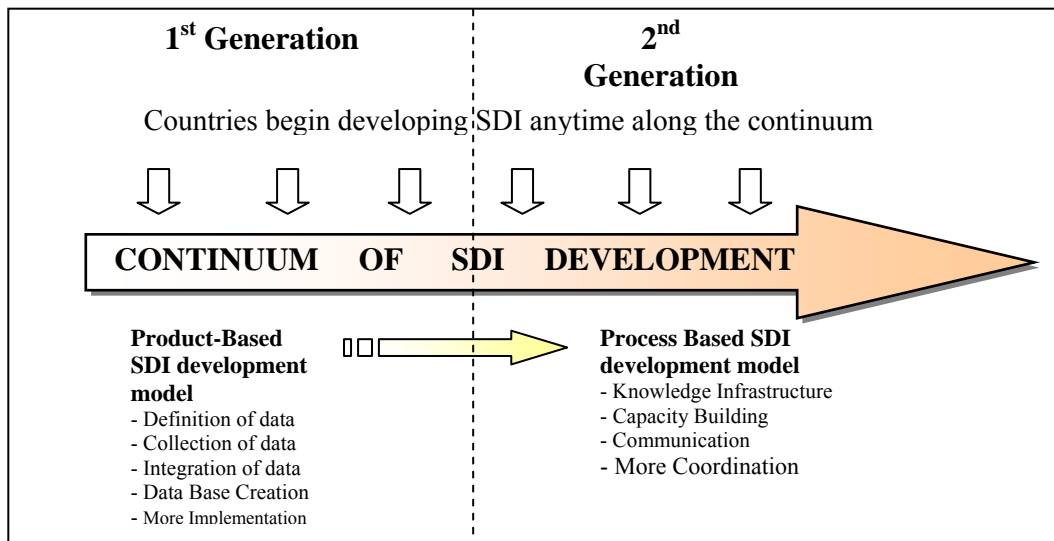 1st Generation
2nd
Generation
Countries begin developing SDI anytime along the continuum
CONTINUUM OF SDI DEVELOPMENT
Product-Based
SDI development
model
- Definition of data
- Collection of data
- Integration of data
- Data Base Creation
- More Implementation
Process Based SDI
development model
- Knowledge Infrastructure
- Capacity Building
- Communication
- More Coordination